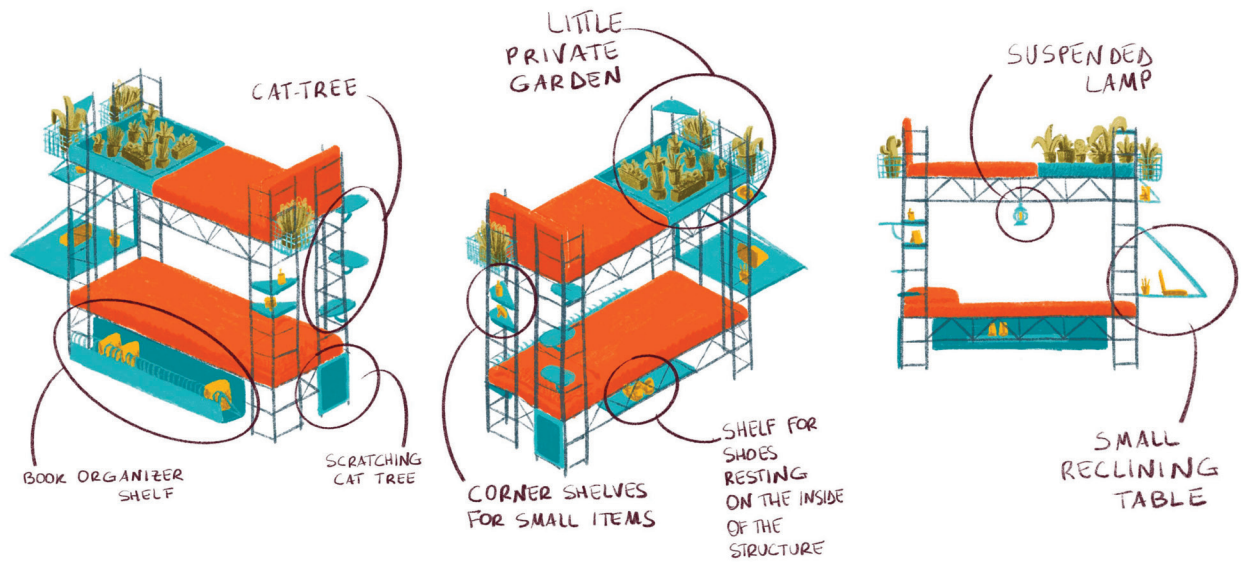 CAT-TREE
BOOK ORGANIZER
SHELF
SCRATCHING
CAT TREE
LITTLE
PRIVATE
GARDEN
CORNER SHELVES
FOR SMALL ITEMS
SHELF FOR
SHOES
RESTING
ON THE INSIDE
OF THE
STRUCTURE
SUSPENDED
LAMP
SMALL
RECLINING
TABLE